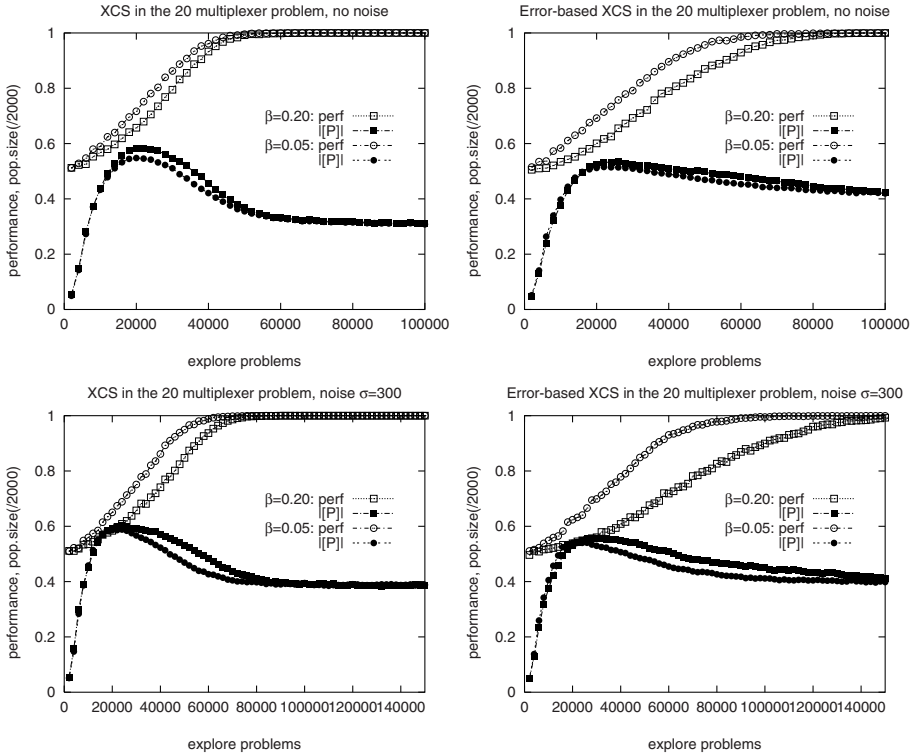 XCS in the 20 multiplexer problem, no noise
performance, pop.size(/2000)
1
0.8
0.6
0.4
0.2
0
β=0.20: perf
|[P]|
β=0.05: perf
|[P]|
0 20000 40000 60000 80000 100000
explore problems
Error-based XCS in the 20 multiplexer problem, no noise
performance, pop.size(/2000)
1
0.8
0.6
0.4
0.2
0
β=0.20: perf
|[P]|
β=0.05: perf
|[P]|
0 20000 40000 60000 80000 100000
explore problems
XCS in the 20 multiplexer problem, noise σ=300
performance, pop.size(/2000)
1
0.8
0.6
0.4
0.2
0
β=0.20: perf
|[P]|
β=0.05: perf
|[P]|
0 20000 40000 60000 80000 100000 120000 140000
explore problems
Error-based XCS in the 20 multiplexer problem, noise σ=300
performance, pop.size(/2000)
1
0.8
0.6
0.4
0.2
0
β=0.20: perf
|[P]|
β=0.05: perf
|[P]|
0 20000 40000 60000 80000 100000 120000 140000
explore problems